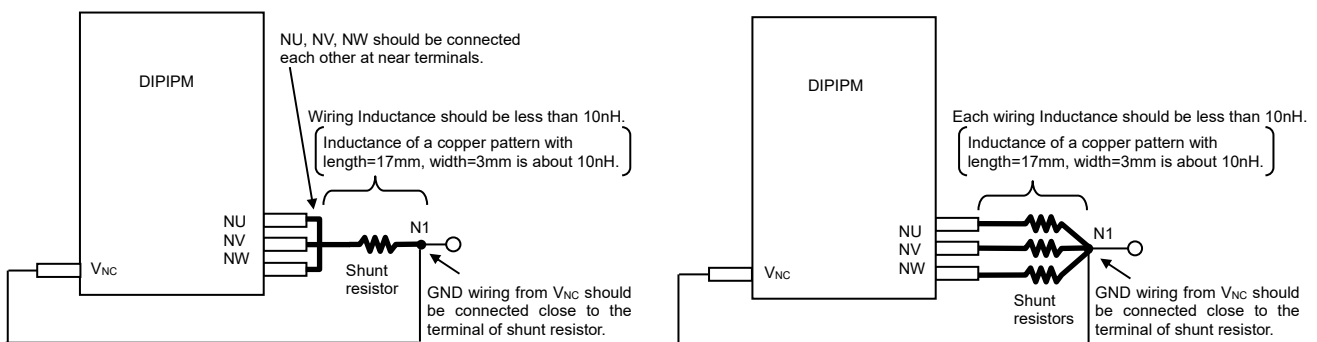 NU, NV, NW should be connected
each other at near terminals.
DIPIPM
Wiring Inductance should be less than 10nH.
Inductance of a copper pattern with
length=17mm, width=3mm is about 10nH.
NU
NV
NW
N1
VNC
Shunt
resistor
GND wiring from VNC should
be connected close to the
terminal of shunt resistor.
DIPIPM
Each wiring Inductance should be less than 10nH.
Inductance of a copper pattern with
length=17mm, width=3mm is about 10nH.
NU
NV
NW
N1
VNC
Shunt
resistors
GND wiring from VNC should
be connected close to the
terminal of shunt resistor.